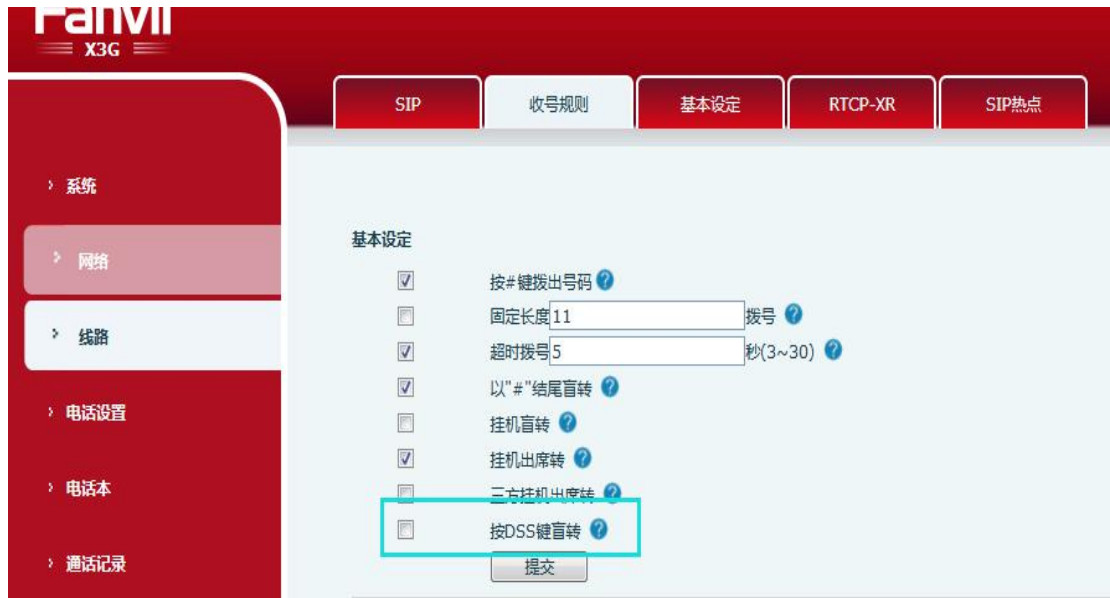 Fanvil
X3G
SIP
收号规则
基本设定
RTCP-XR
SIP热点
系统
网络
线路
电话设置
电话本
通话记录
基本设定
按#键拨出号码
固定长度11 拨号
超时拨号5 秒(3~30)
以"#"结尾盲转
挂机盲转
挂机出席转
三方挂机出席转
按DSS键盲转
提交